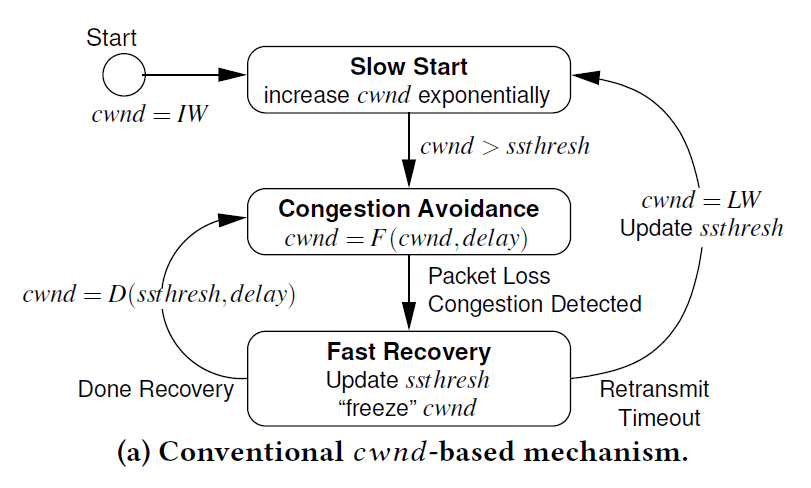 Start
cwnd = IW
Slow Start
increase cwnd exponentially
cwnd > ssthresh
Congestion Avoidance
cwnd = F(cwnd,delay)
cwnd = LW
Update ssthresh
Packet Loss
Congestion Detected
cwnd = D(ssthresh,delay)
Fast Recovery
Update ssthresh
“freeze” cwnd
Done Recovery
Retransmit
Timeout
(a) Conventional cwnd-based mechanism.